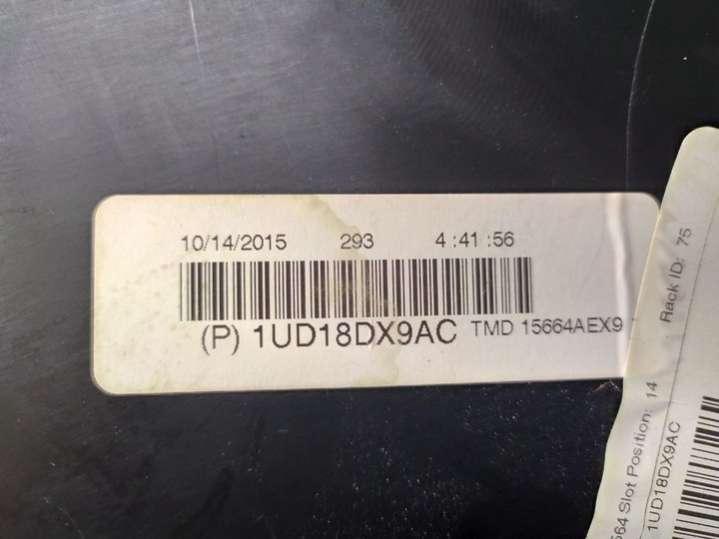 10/14/2015 293 4:41:56
(P) 1UD18DX9AC TMD 15664AEX9
Rack ID: 75
564 Slot Position: 14
1UD18DX9AC